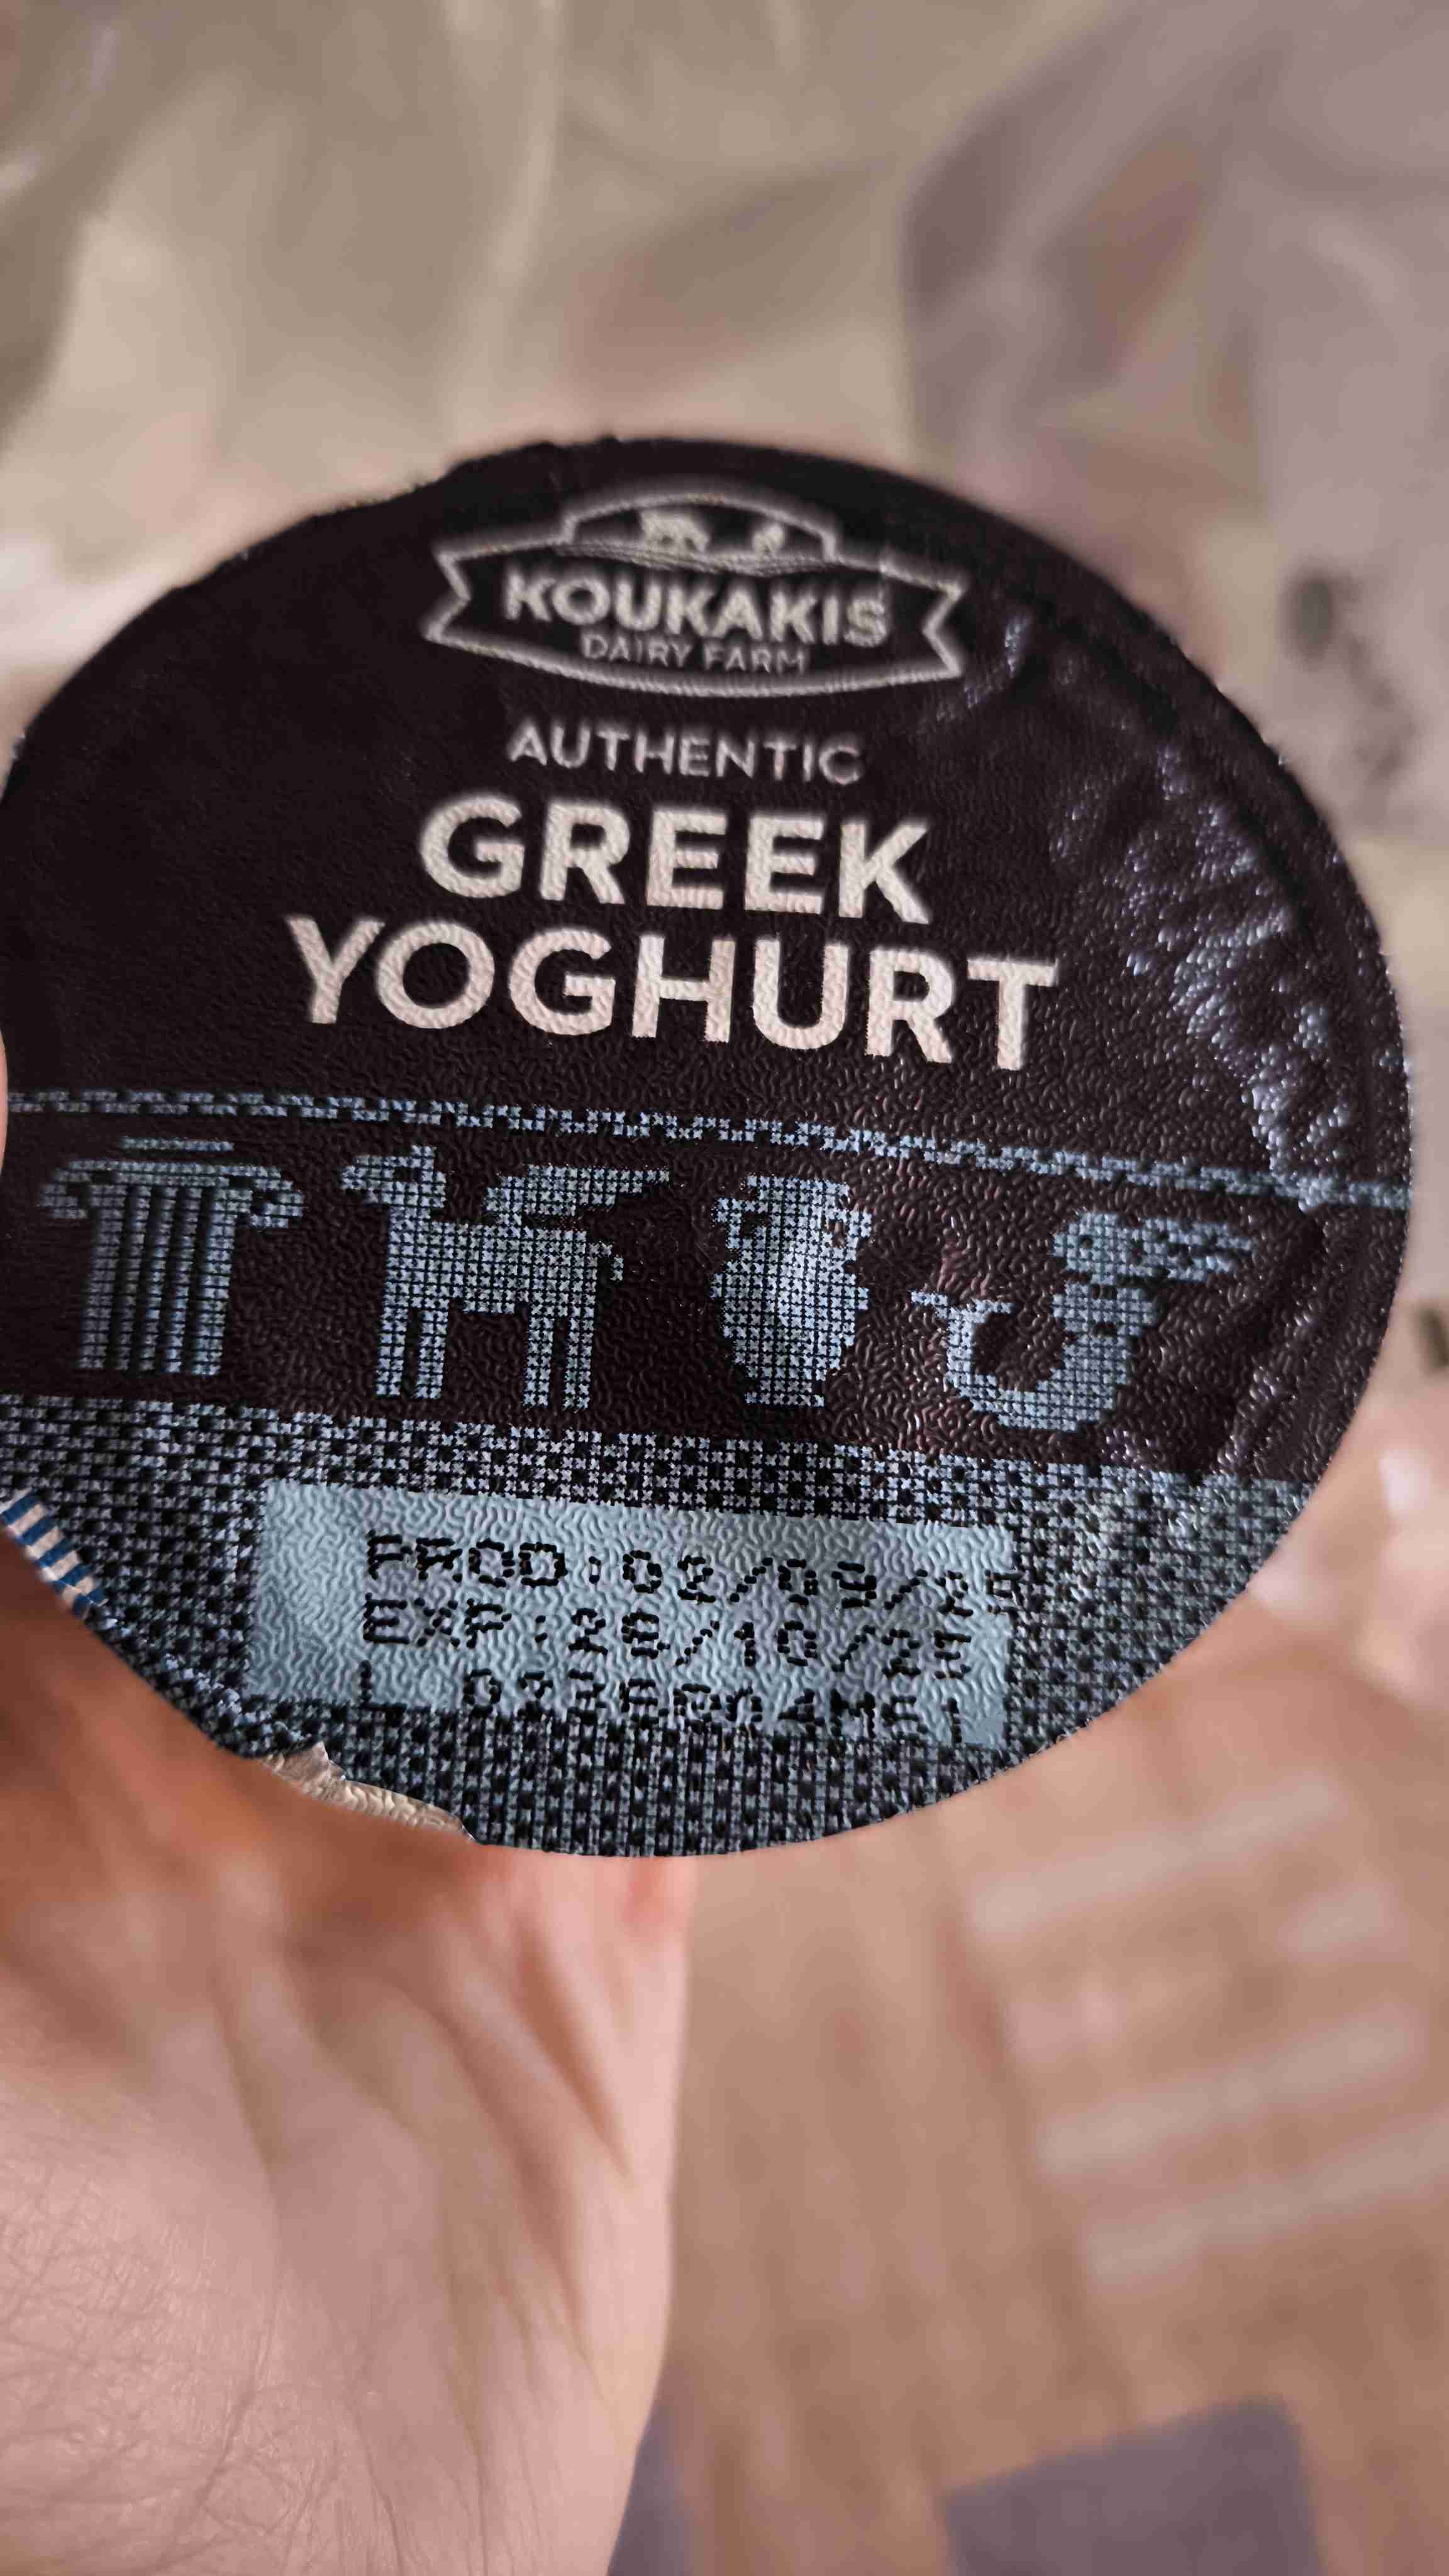 KOUKAKIS
DAIRY FARM
AUTHENTIC
GREEK
YOGHURT
PROD:02/09/25
EXP:28/10/25
L